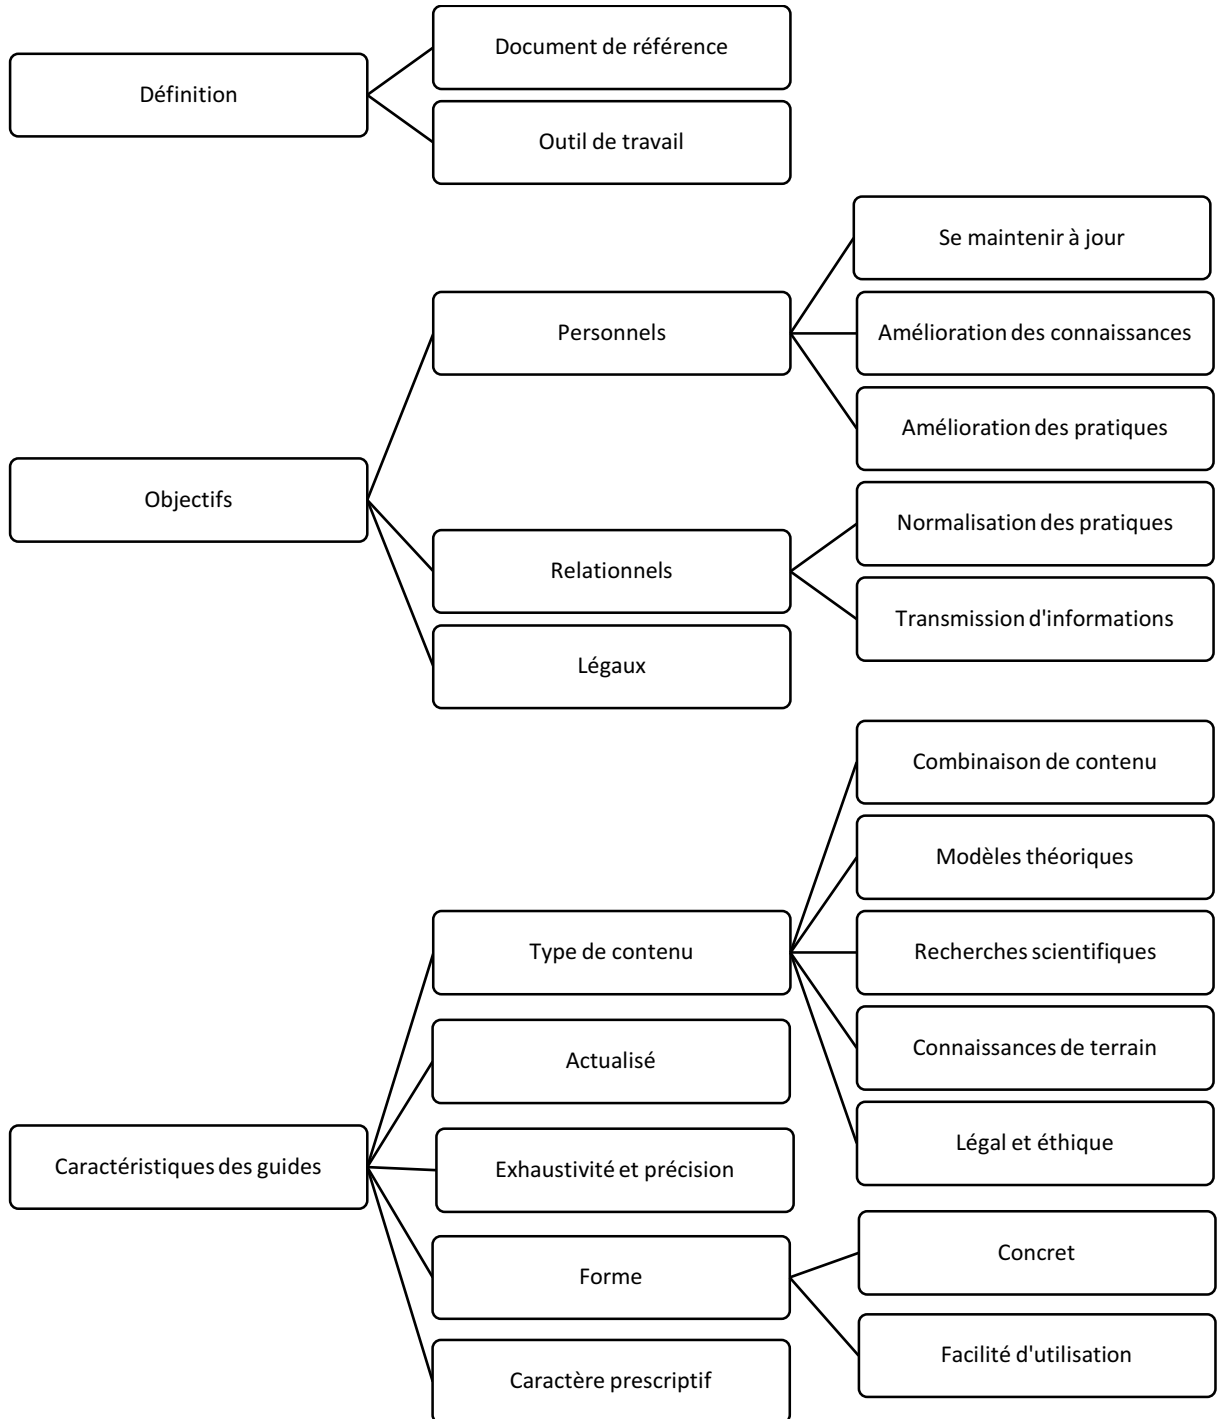 Définition
Document de référence
Outil de travail
Objectifs
Personnels
Se maintenir à jour
Amélioration des connaissances
Amélioration des pratiques
Relationnels
Normalisation des pratiques
Transmission d'informations
Légaux
Caractéristiques des guides
Type de contenu
Combinaison de contenu
Modèles théoriques
Recherches scientifiques
Connaissances de terrain
Légal et éthique
Actualisé
Exhaustivité et précision
Forme
Concret
Facilité d'utilisation
Caractère prescriptif